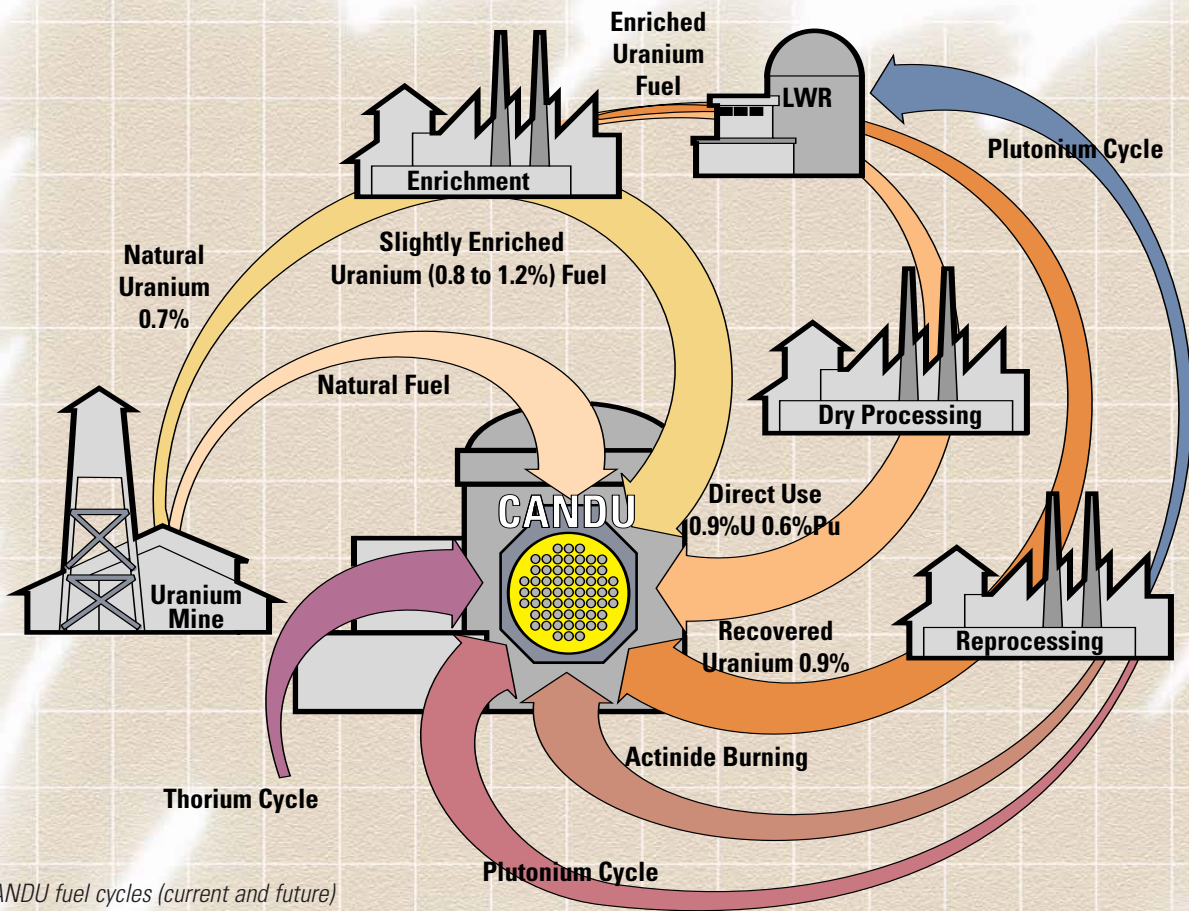 Enriched
Uranium
Fuel
LWR
Plutonium Cycle
Enrichment
Natural
Uranium
0.7%
Slightly Enriched
Uranium (0.8 to 1.2%) Fuel
Natural Fuel
Dry Processing
CANDU
Direct Use
0.9%U 0.6%Pu
Uranium
Mine
Recovered
Uranium 0.9%
Reprocessing
Actinide Burning
Thorium Cycle
Plutonium Cycle
ANDU fuel cycles (current and future)